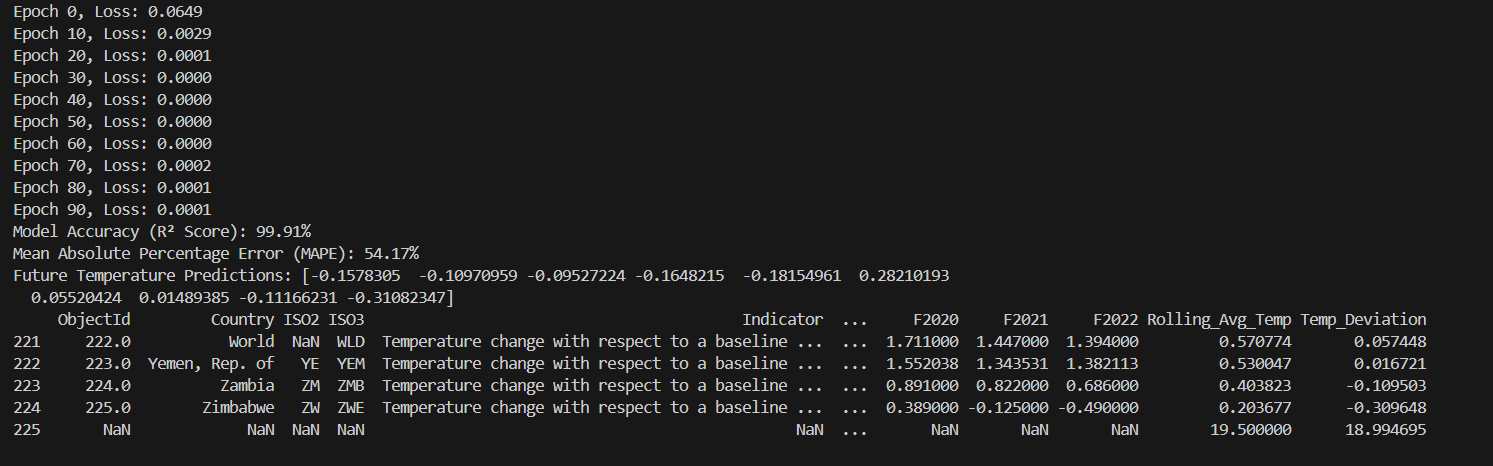 Epoch 0, Loss: 0.0649
Epoch 10, Loss: 0.0029
Epoch 20, Loss: 0.0001
Epoch 30, Loss: 0.0000
Epoch 40, Loss: 0.0000
Epoch 50, Loss: 0.0000
Epoch 60, Loss: 0.0000
Epoch 70, Loss: 0.0002
Epoch 80, Loss: 0.0001
Epoch 90, Loss: 0.0001
Model Accuracy (R² Score): 99.91%
Mean Absolute Percentage Error (MAPE): 54.17%
Future Temperature Predictions: [-0.1578305  -0.10970959 -0.09527224 -0.1648215  -0.18154961  0.28210193
  0.05520424  0.01489385 -0.11166231 -0.31082347]
     ObjectId        Country ISO2 ISO3                                          Indicator  ...     F2020     F2021     F2022 Rolling_Avg_Temp Temp_Deviation
221     222.0          World  NaN  WLD  Temperature change with respect to a baseline ...  ...  1.711000  1.447000  1.394000         0.570774       0.057448
222     223.0  Yemen, Rep. of   YE  YEM  Temperature change with respect to a baseline ...  ...  1.552038  1.343531  1.382113         0.530047       0.016721
223     224.0         Zambia   ZM  ZMB  Temperature change with respect to a baseline ...  ...  0.891000  0.822000  0.686000         0.403823      -0.109503
224     225.0       Zimbabwe   ZW  ZWE  Temperature change with respect to a baseline ...  ...  0.389000 -0.125000 -0.490000         0.203677      -0.309648
225       NaN            NaN  NaN  NaN                                                NaN  ...       NaN       NaN       NaN        19.500000      18.994695